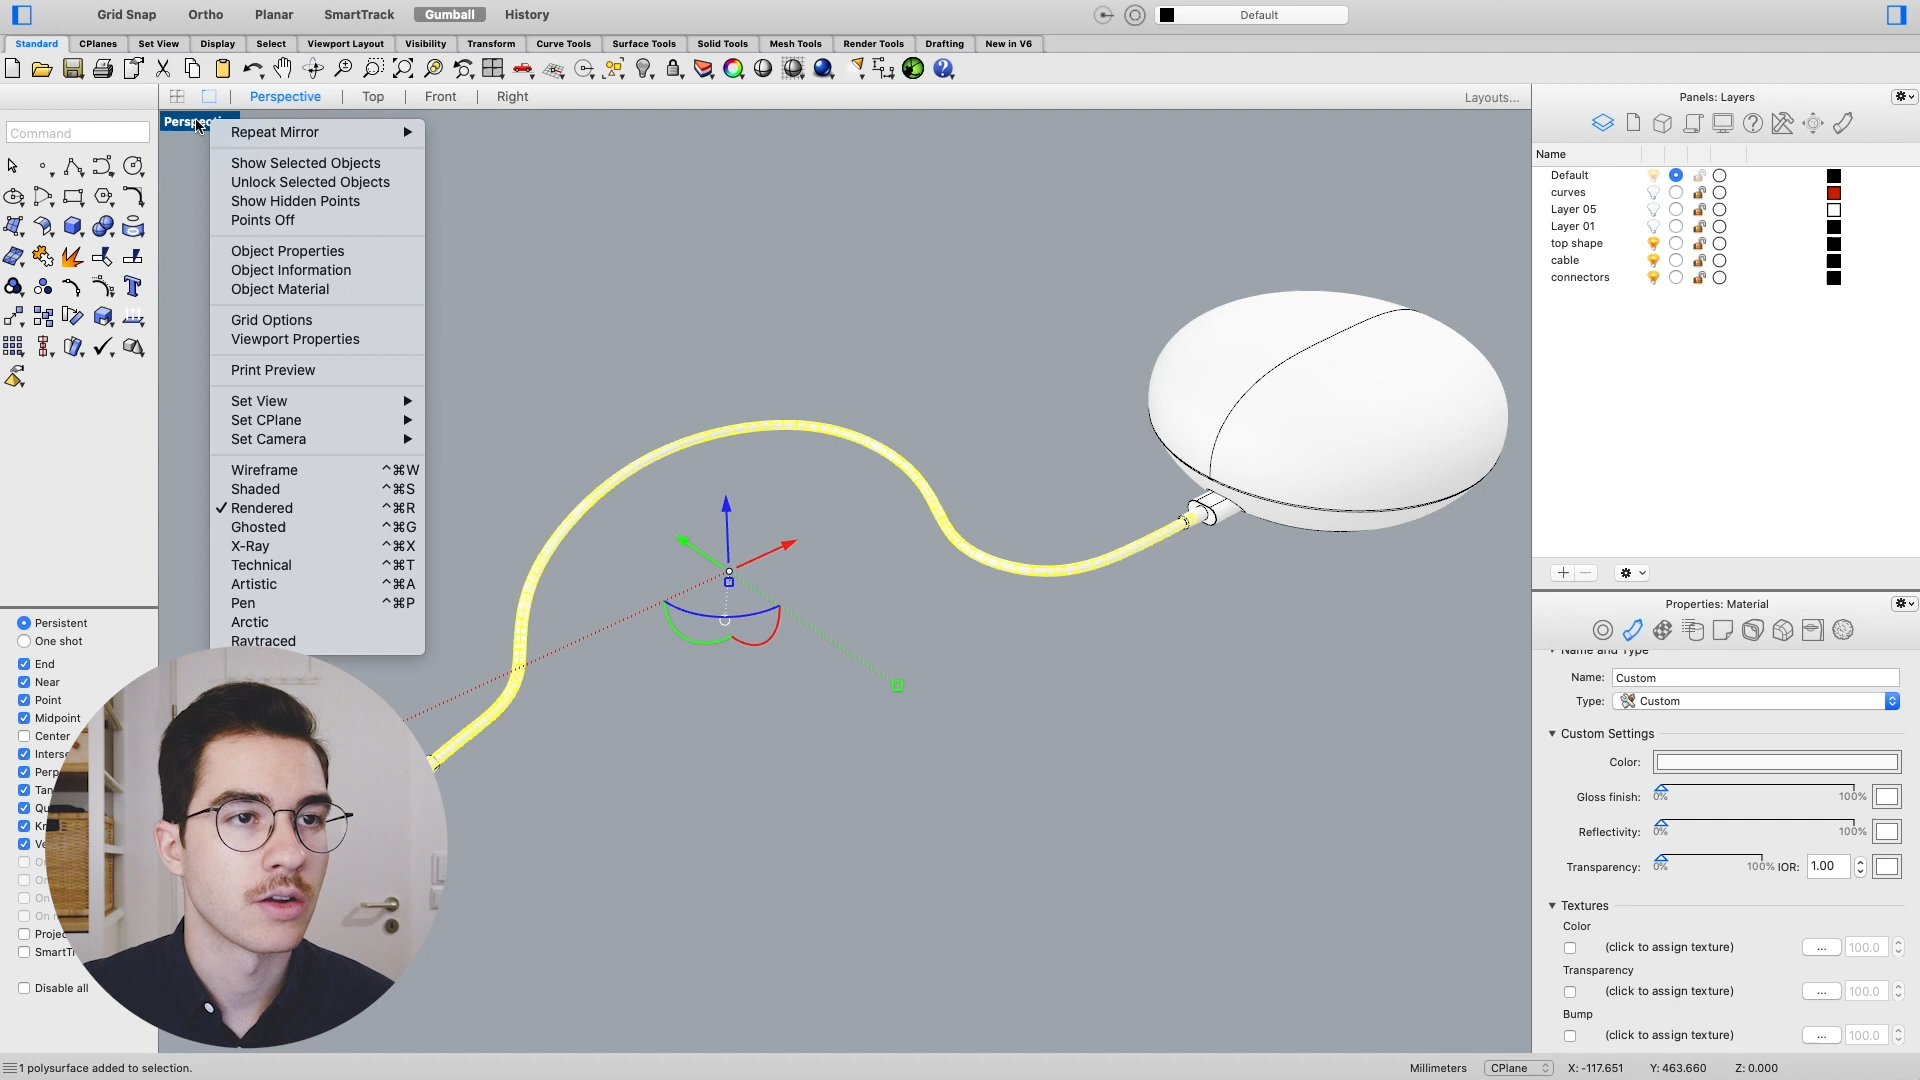 Grid Snap
Ortho
Planar
SmartTrack
Gumball
History
Default
Standard
CPlanes
Set View
Display
Select
Viewport Layout
Visibility
Transform
Curve Tools
Surface Tools
Solid Tools
Mesh Tools
Render Tools
Drafting
New in V6
Perspective
Top
Front
Right
Layouts...
Command
Repeat Mirror
Show Selected Objects
Unlock Selected Objects
Show Hidden Points
Points Off
Object Properties
Object Information
Object Material
Grid Options
Viewport Properties
Print Preview
Set View
Set CPlane
Set Camera
Wireframe ^⌘W
Shaded ^⌘S
✓ Rendered ^⌘R
Ghosted ^⌘G
X-Ray ^⌘X
Technical ^⌘T
Artistic ^⌘A
Pen ^⌘P
Arctic
Raytraced
Persistent
One shot
End
Near
Point
Midpoint
Center
Disable all
1 polysurface added to selection.
Panels: Layers
Name
Default
curves
Layer 05
Layer 01
top shape
cable
connectors
Properties: Material
Name and Type
Name: Custom
Type: Custom
Custom Settings
Color:
Gloss finish: 0% 100%
Reflectivity: 0% 100%
Transparency: 0% 100% IOR: 1.00
Textures
Color
(click to assign texture) ... 100.0
Transparency
(click to assign texture) ... 100.0
Bump
(click to assign texture) ... 100.0
Millimeters
CPlane
X: -117.651
Y: 463.660
Z: 0.000